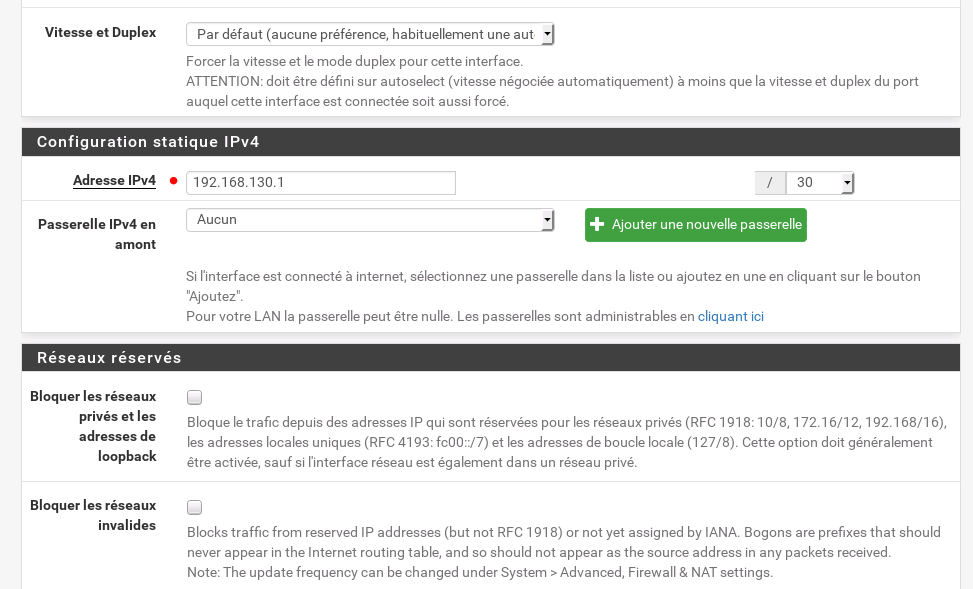 Vitesse et Duplex
Par défaut (aucune préférence, habituellement une aut
Forcer la vitesse et le mode duplex pour cette interface.
ATTENTION: doit être défini sur autoselect (vitesse négociée automatiquement) à moins que la vitesse et duplex du port
auquel cette interface est connectée soit aussi forcé.
Configuration statique IPv4
Adresse IPv4
192.168.130.1
/
30
Passerelle IPv4 en
amont
Aucun
Ajouter une nouvelle passerelle
Si l'interface est connecté à internet, sélectionnez une passerelle dans la liste ou ajoutez en une en cliquant sur le bouton
"Ajoutez".
Pour votre LAN la passerelle peut être nulle. Les passerelles sont administrables en cliquant ici
Réseaux réservés
Bloquer les réseaux
privés et les
adresses de
loopback
Bloque le trafic depuis des adresses IP qui sont réservées pour les réseaux privés (RFC 1918: 10/8, 172.16/12, 192.168/16),
les adresses locales uniques (RFC 4193: fc00::/7) et les adresses de boucle locale (127/8). Cette option doit généralement
être activée, sauf si l'interface réseau est également dans un réseau privé.
Bloquer les réseaux
invalides
Blocks traffic from reserved IP addresses (but not RFC 1918) or not yet assigned by IANA. Bogons are prefixes that should
never appear in the Internet routing table, and so should not appear as the source address in any packets received.
Note: The update frequency can be changed under System > Advanced, Firewall & NAT settings.